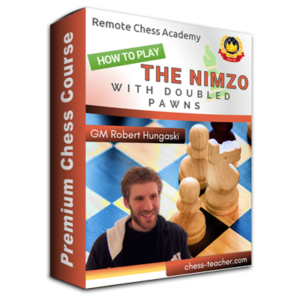 Remote Chess Academy
HOW TO PLAY
THE NIMZO
WITH DOUBLED
PAWNS
GM Robert Hungaski
chess-teacher.com
Premium Chess Course